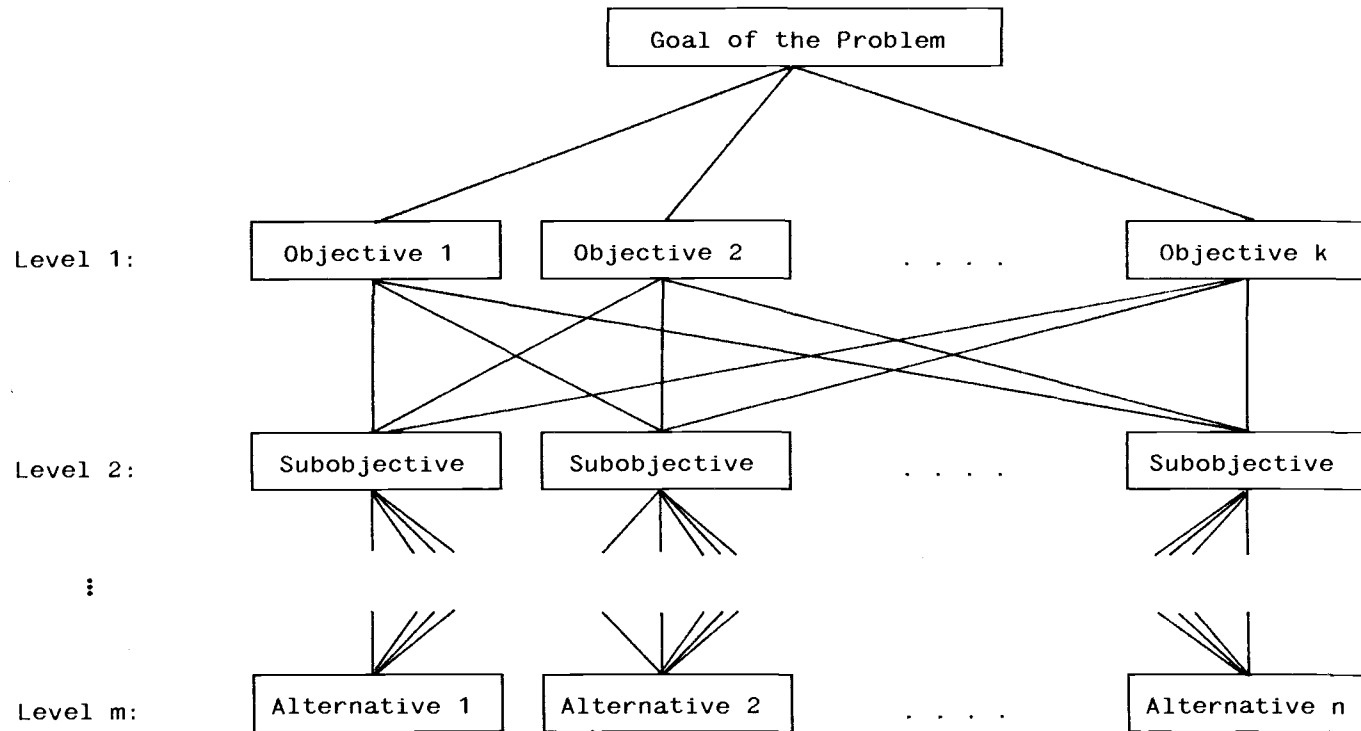 Goal of the Problem
Level 1: Objective 1 Objective 2 . . . . Objective k
Level 2: Subobjective Subobjective . . . . Subobjective
⋮
Level m: Alternative 1 Alternative 2 . . . . Alternative n